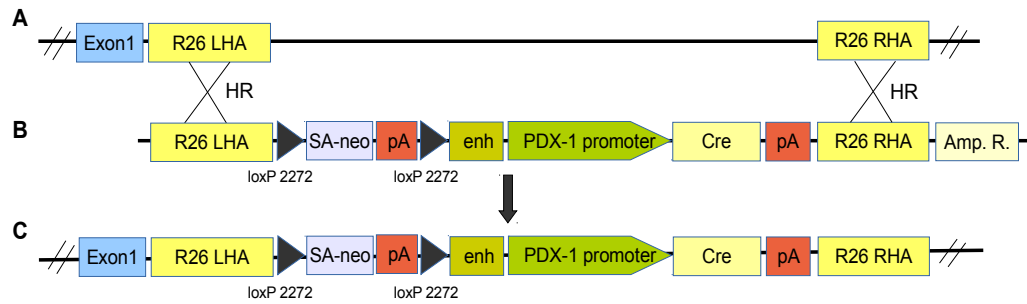 A
Exon1 R26 LHA R26 RHA
HR HR
B
R26 LHA SA-neo pA enh PDX-1 promoter Cre pA R26 RHA Amp. R.
loxP 2272 loxP 2272
C
Exon1 R26 LHA SA-neo pA enh PDX-1 promoter Cre pA R26 RHA
loxP 2272 loxP 2272